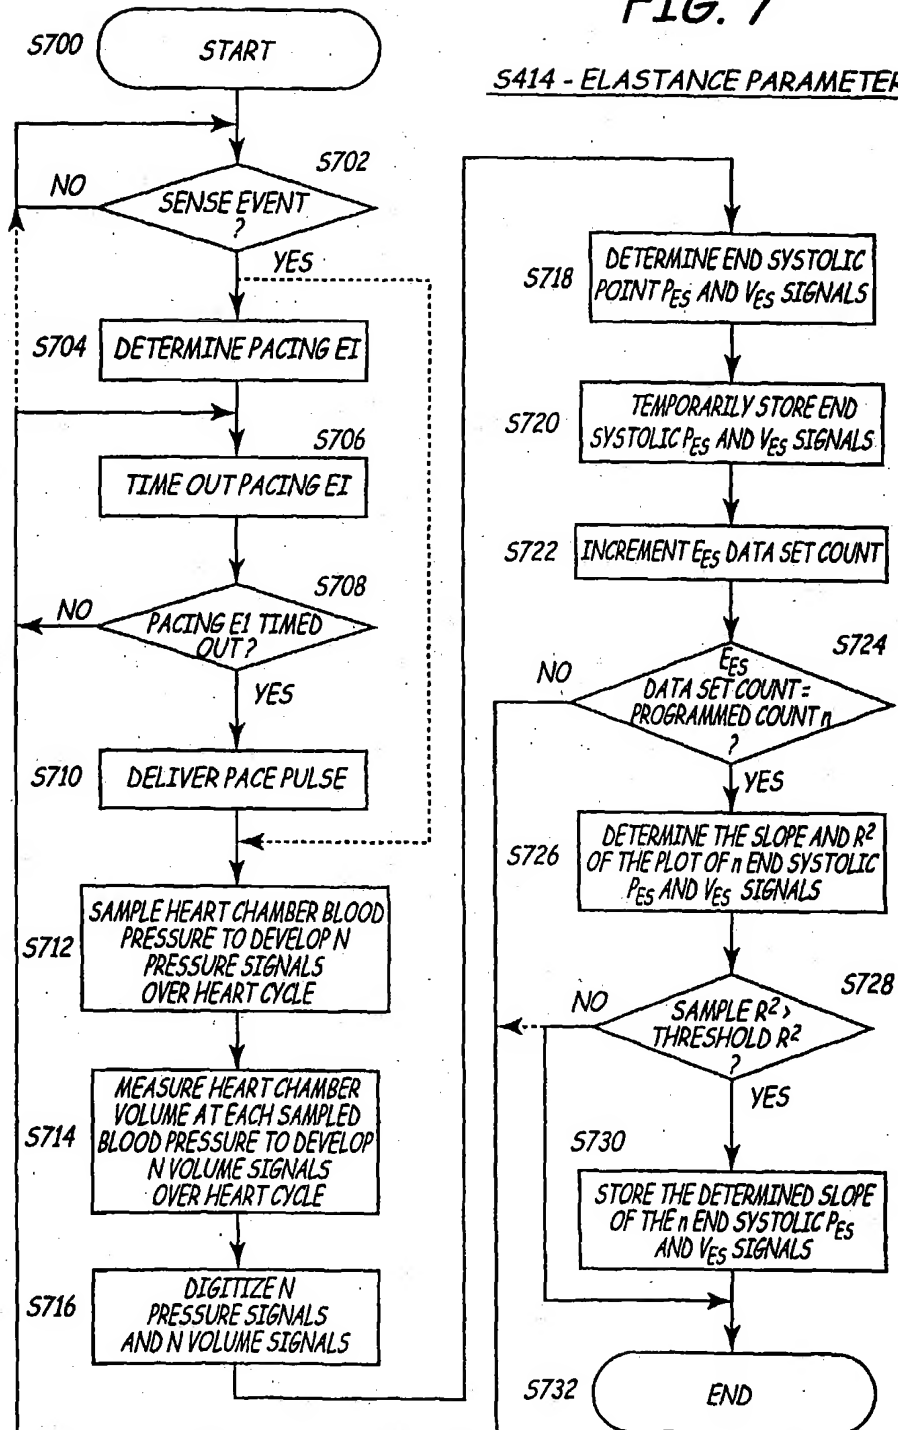 FIG. 7
S414 - ELASTANCE PARAMETER
S700
START
S702
NO
SENSE EVENT
?
YES
S704
DETERMINE PACING EI
S706
TIME OUT PACING EI
S708
NO
PACING EI TIMED
OUT?
YES
S710
DELIVER PACE PULSE
S712
SAMPLE HEART CHAMBER BLOOD
PRESSURE TO DEVELOP N
PRESSURE SIGNALS
OVER HEART CYCLE
S714
MEASURE HEART CHAMBER
VOLUME AT EACH SAMPLED
BLOOD PRESSURE TO DEVELOP
N VOLUME SIGNALS
OVER HEART CYCLE
S716
DIGITIZE N
PRESSURE SIGNALS
AND N VOLUME SIGNALS
S718
DETERMINE END SYSTOLIC
POINT PES AND VES SIGNALS
S720
TEMPORARILY STORE END
SYSTOLIC PES AND VES SIGNALS
S722
INCREMENT EES DATA SET COUNT
S724
NO
EES
DATA SET COUNT =
PROGRAMMED COUNT n
?
YES
S726
DETERMINE THE SLOPE AND R²
OF THE PLOT OF n END SYSTOLIC
PES AND VES SIGNALS
S728
NO
SAMPLE R² >
THRESHOLD R²
?
YES
S730
STORE THE DETERMINED SLOPE
OF THE n END SYSTOLIC PES
AND VES SIGNALS
S732
END